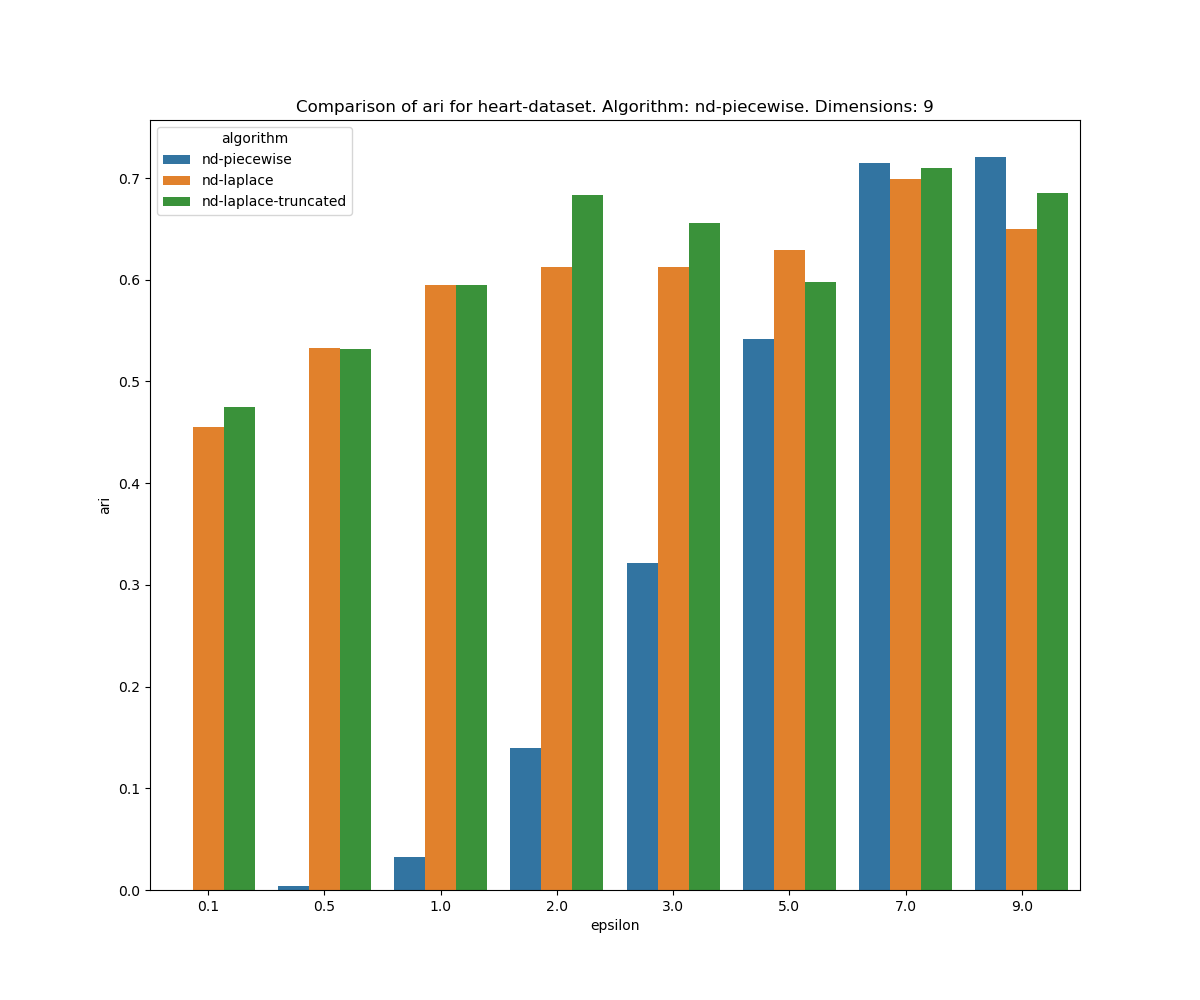 Comparison of ari for heart-dataset. Algorithm: nd-piecewise. Dimensions: 9
algorithm
nd-piecewise
nd-laplace
nd-laplace-truncated
0.7
0.6
0.5
0.4
0.3
0.2
0.1
0.0
ari
0.1 0.5 1.0 2.0 3.0 5.0 7.0 9.0
epsilon